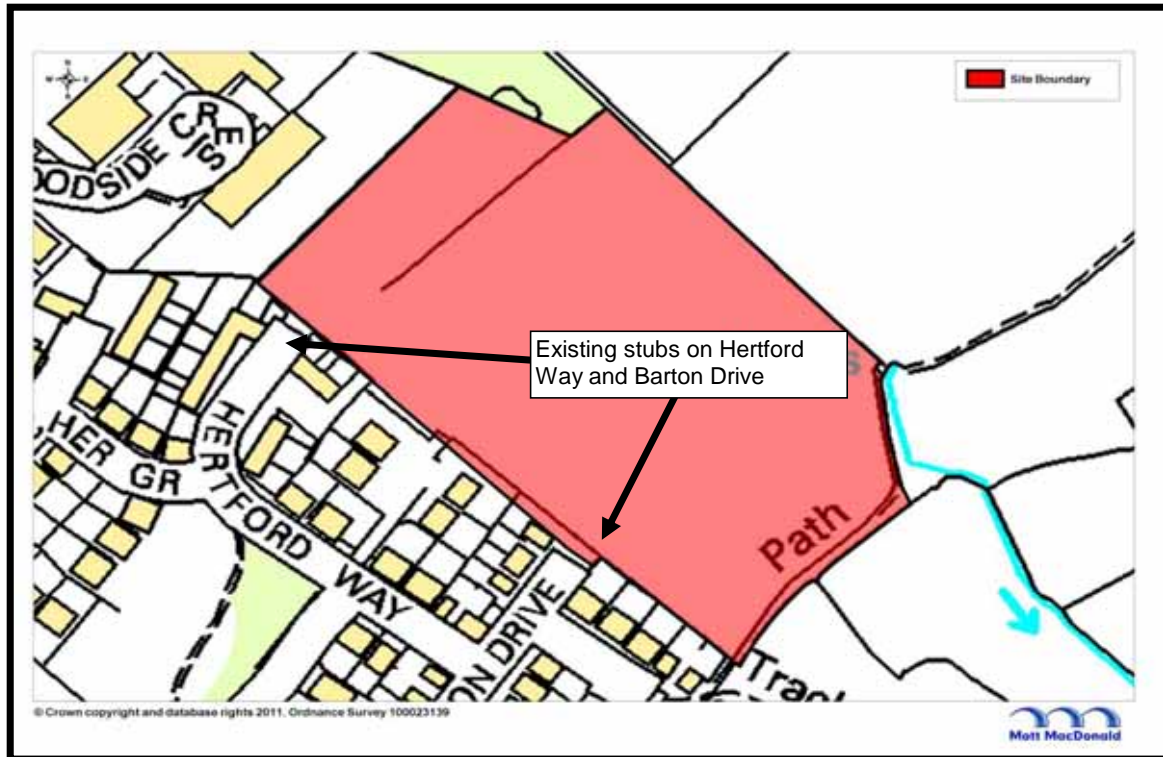 Site Boundary
OODSIDE CRES
Existing stubs on Hertford
Way and Barton Drive
HER GR
HERTFORD WAY
ON DRIVE
Path
© Crown copyright and database rights 2011. Ordnance Survey 100023139
Mott MacDonald